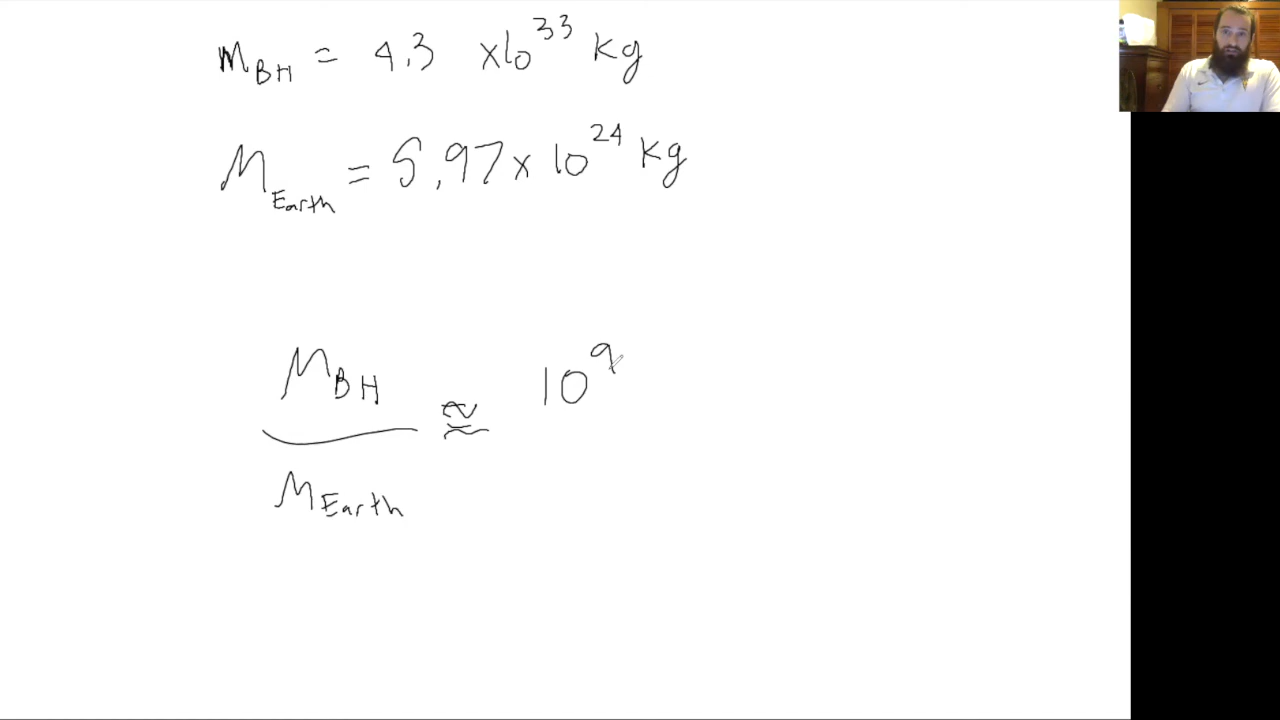 M_BH = 4.3 x10^33 kg
M_Earth = 5.97 x 10^24 kg
M_BH
≈ 10^9
M_Earth